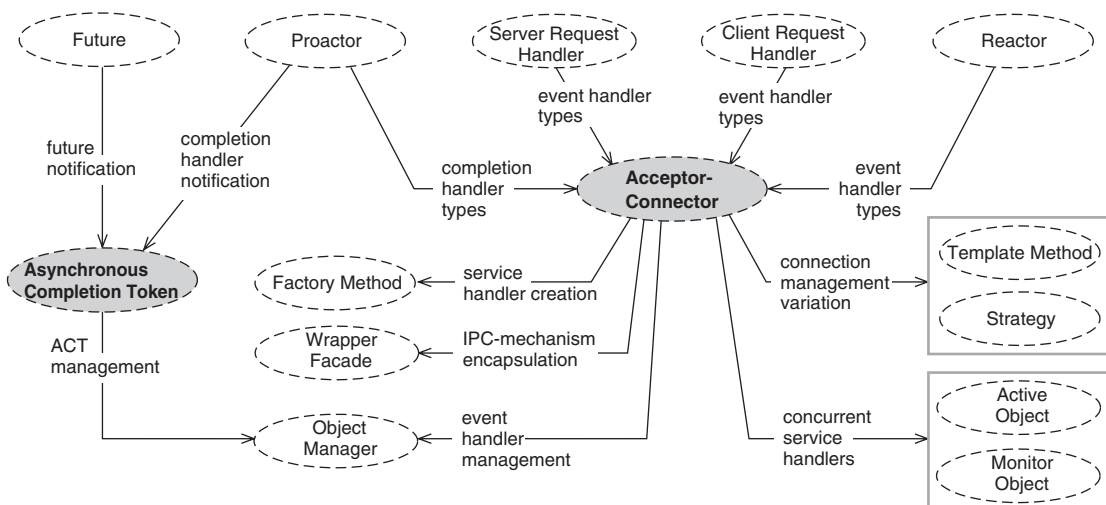 Future
Proactor
Server Request
Handler
Client Request
Handler
Reactor
event handler
types
event handler
types
future
notification
completion
handler
notification
completion
handler
types
Acceptor-
Connector
event
handler
types
Asynchronous
Completion Token
Factory Method
service
handler creation
connection
management
variation
Template Method
Strategy
ACT
management
Wrapper
Facade
IPC-mechanism
encapsulation
Object
Manager
event
handler
management
concurrent
service
handlers
Active
Object
Monitor
Object